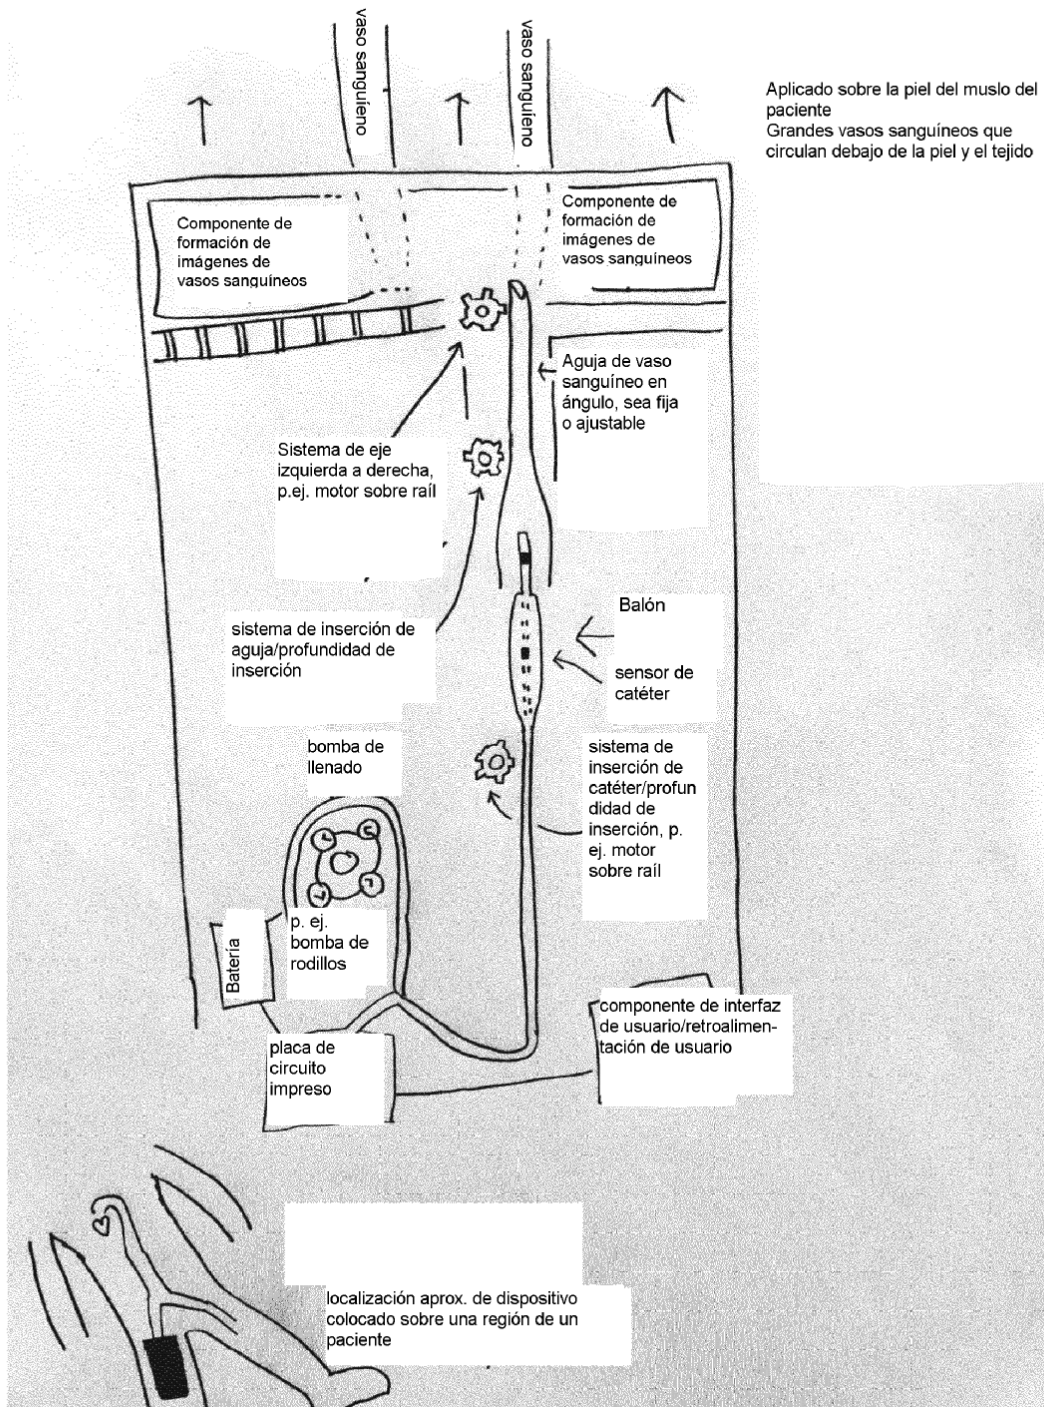 vaso sanguieno
vaso sanguieno
Aplicado sobre la piel del muslo del
paciente
Grandes vasos sanguíneos que
circulan debajo de la piel y el tejido
Componente de
formación de
imágenes de
vasos sanguíneos
Componente de
formación de
imágenes de
vasos sanguíneos
Aguja de vaso
sanguíneo en
ángulo, sea fija
o ajustable
Sistema de eje
izquierda a derecha,
p.ej. motor sobre raíl
sistema de inserción de
aguja/profundidad de
inserción
Balón
sensor de
catéter
bomba de
llenado
sistema de
inserción de
catéter/profun
didad de
inserción, p.
ej. motor
sobre raíl
p. ej.
bomba de
rodillos
Batería
componente de interfaz
de usuario/retroalimen-
tación de usuario
placa de
circuito
impreso
localización aprox. de dispositivo
colocado sobre una región de un
paciente